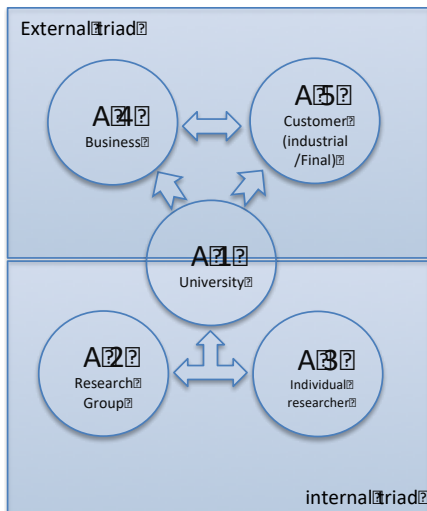 External⍰triad⍰
A⍰4⍰
Business⍰
A⍰5⍰
Customer⍰
(industrial
/Final)⍰
A⍰1⍰
University⍰
A⍰2⍰
Research⍰
Group⍰
A⍰3⍰
Individual⍰
researcher⍰
internal⍰triad⍰